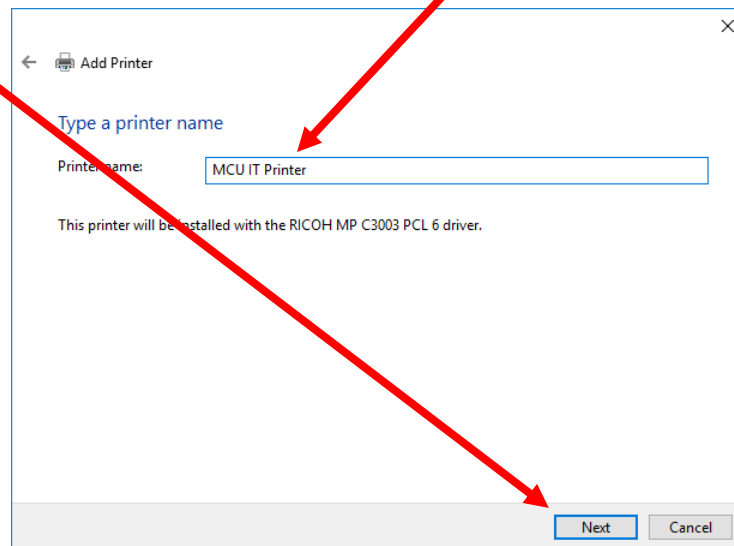 Add Printer
Type a printer name
Printer name: MCU IT Printer
This printer will be installed with the RICOH MP C3003 PCL 6 driver.
Next Cancel